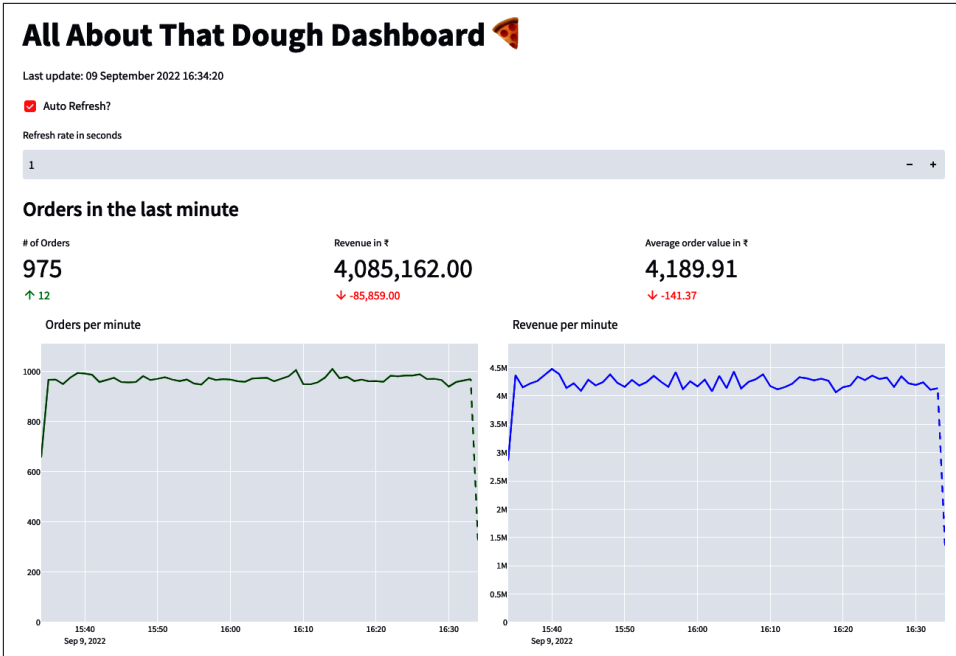 All About That Dough Dashboard 🍕
Last update: 09 September 2022 16:34:20
Auto Refresh?
Refresh rate in seconds
1 − +
Orders in the last minute
# of Orders
975
↑ 12
Revenue in ₹
4,085,162.00
↓ -85,859.00
Average order value in ₹
4,189.91
↓ -141.37
Orders per minute
1000
800
600
400
200
0
15:40 15:50 16:00 16:10 16:20 16:30
Sep 9, 2022
Revenue per minute
4.5M
4M
3.5M
3M
2.5M
2M
1.5M
1M
0.5M
0
15:40 15:50 16:00 16:10 16:20 16:30
Sep 9, 2022